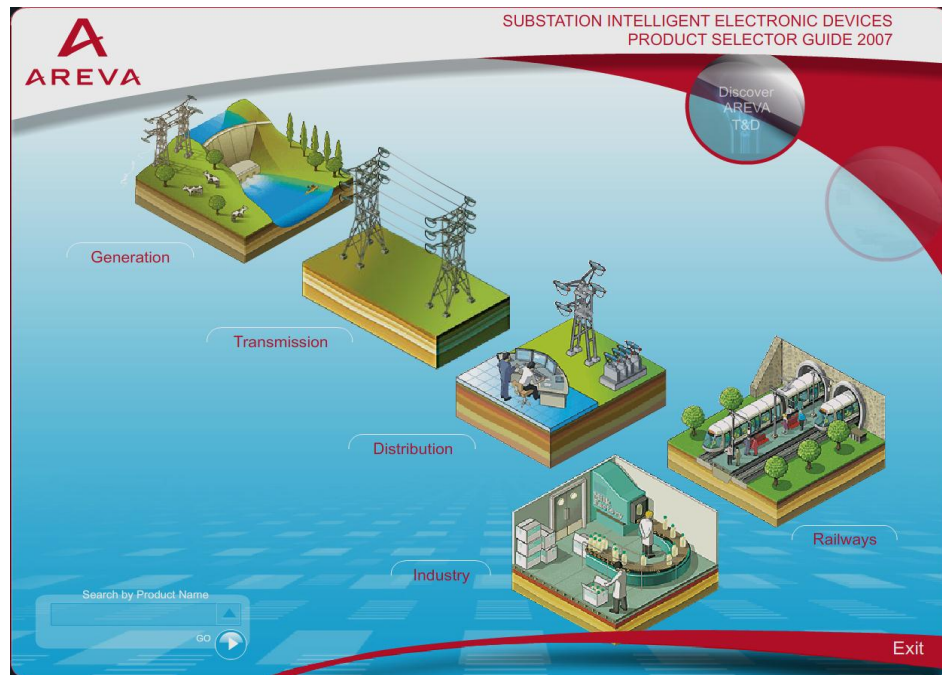 SUBSTATION INTELLIGENT ELECTRONIC DEVICES
PRODUCT SELECTOR GUIDE 2007
AREVA
Discover
AREVA
T&D
Generation
Transmission
Distribution
Railways
Industry
Search by Product Name
GO
Exit